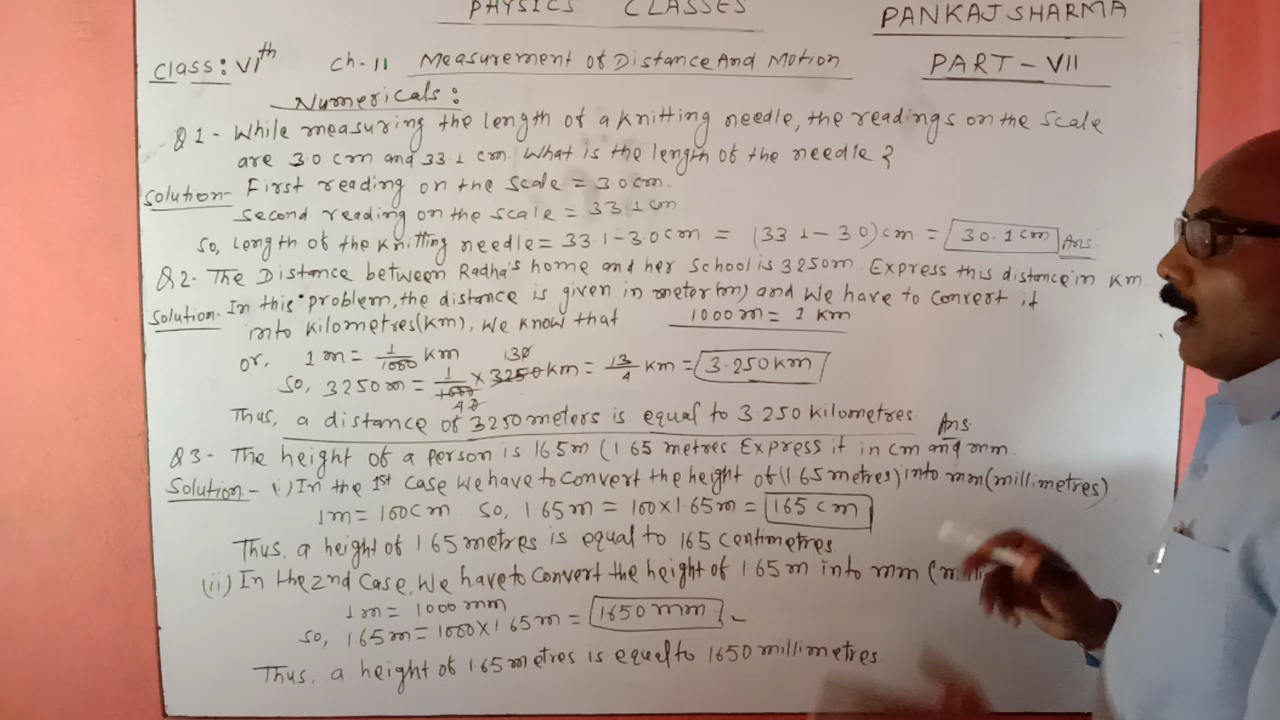 PHYSICS CLASSES
PANKAJ SHARMA
Class: VIth Ch-11 Measurement of Distance And Motion
PART - VII
Numericals:
Q1- While measuring the length of a knitting needle, the readings on the scale
are 3.0 cm and 33.1 cm. What is the length of the needle?
Solution- First reading on the scale = 3.0 cm.
Second reading on the scale = 33.1 cm
So, length of the knitting needle = 33.1-3.0 cm = (33.1-3.0) cm = 30.1 cm Ans
Q2- The Distance between Radha's home and her school is 3250m. Express this distance in Km.
Solution- In this problem, the distance is given in meter(m) and We have to convert it
into kilometres(km), We know that 1000 m = 1 km
or, 1 m = 1/1000 km
So, 3250 m = 1/1000 × 3250 km = 13/4 km = 3.250 km
Thus, a distance of 3250 meters is equal to 3.250 kilometres. Ans
Q3- The height of a person is 1.65m (1.65 metres Express it in cm and mm.
Solution- (i) In the 1st case we have to convert the height of (1.65 metres) into mm (millimetres)
1m = 100cm so, 1.65m = 100×1.65m = 165 cm
Thus, a height of 1.65 metres is equal to 165 centimetres.
(ii) In the 2nd case, We have to convert the height of 1.65 m into mm
1m = 1000 mm
So, 1.65m = 1000×1.65m = 1650 mm
Thus, a height of 1.65 metres is equal to 1650 millimetres.